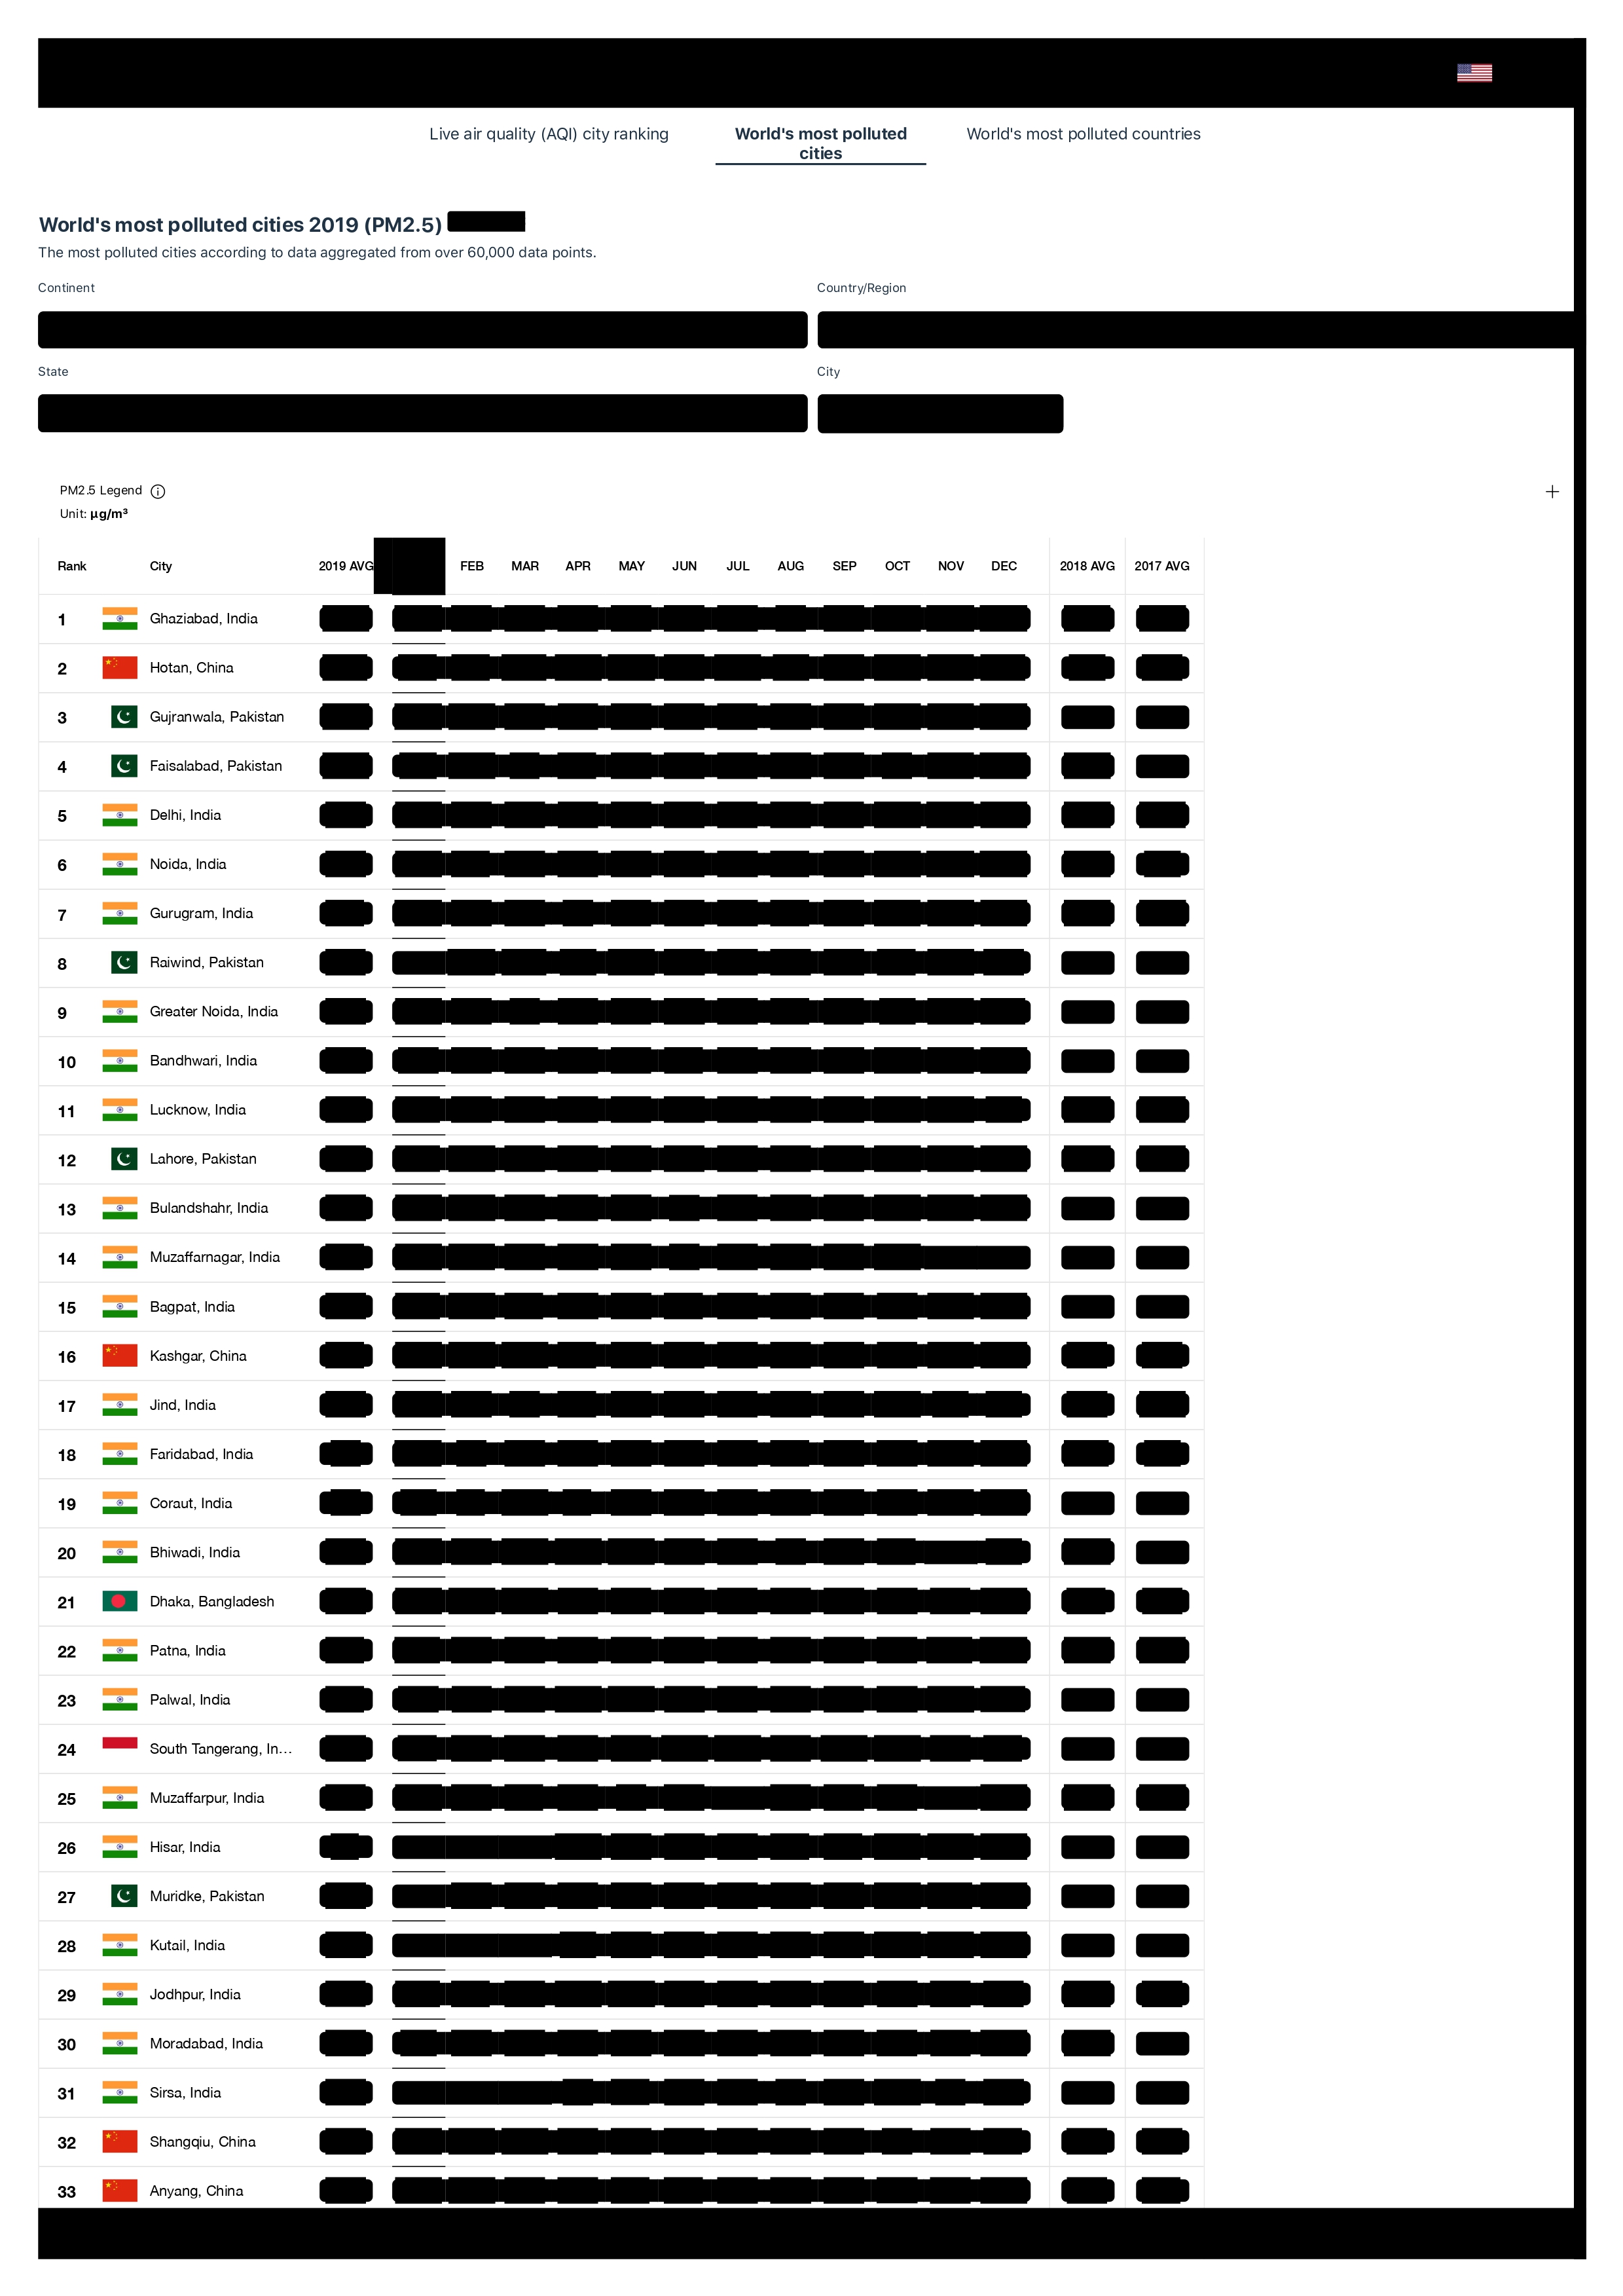 Live air quality (AQI) city ranking
World's most polluted cities
World's most polluted countries
World's most polluted cities 2019 (PM2.5)
The most polluted cities according to data aggregated from over 60,000 data points.
Continent
Country/Region
State
City
PM2.5 Legend
Unit: µg/m³
Rank City 2019 AVG FEB MAR APR MAY JUN JUL AUG SEP OCT NOV DEC 2018 AVG 2017 AVG
1 Ghaziabad, India
2 Hotan, China
3 Gujranwala, Pakistan
4 Faisalabad, Pakistan
5 Delhi, India
6 Noida, India
7 Gurugram, India
8 Raiwind, Pakistan
9 Greater Noida, India
10 Bandhwari, India
11 Lucknow, India
12 Lahore, Pakistan
13 Bulandshahr, India
14 Muzaffarnagar, India
15 Bagpat, India
16 Kashgar, China
17 Jind, India
18 Faridabad, India
19 Coraut, India
20 Bhiwadi, India
21 Dhaka, Bangladesh
22 Patna, India
23 Palwal, India
24 South Tangerang, In...
25 Muzaffarpur, India
26 Hisar, India
27 Muridke, Pakistan
28 Kutail, India
29 Jodhpur, India
30 Moradabad, India
31 Sirsa, India
32 Shangqiu, China
33 Anyang, China